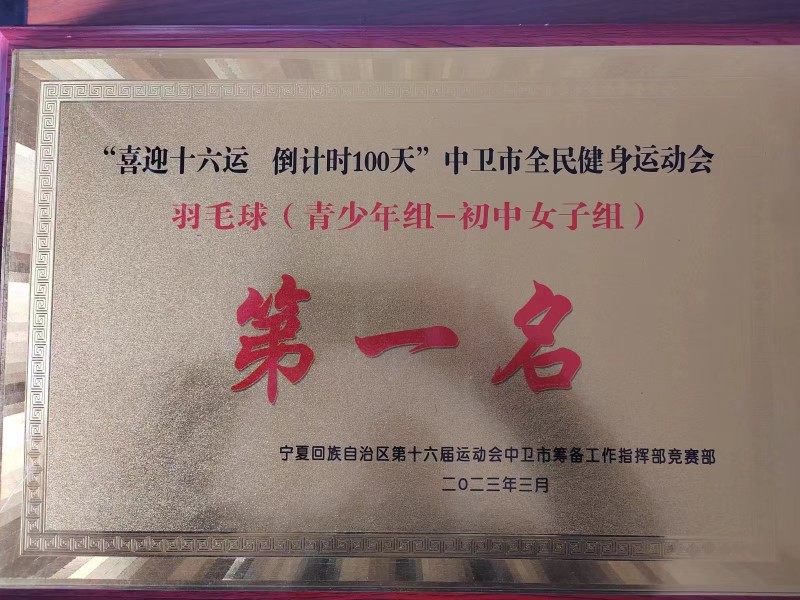 “喜迎十六运 倒计时100天”中卫市全民健身运动会
羽毛球（青少年组-初中女子组）
第一名
宁夏回族自治区第十六届运动会中卫市筹备工作指挥部竞赛部
二〇二三年三月